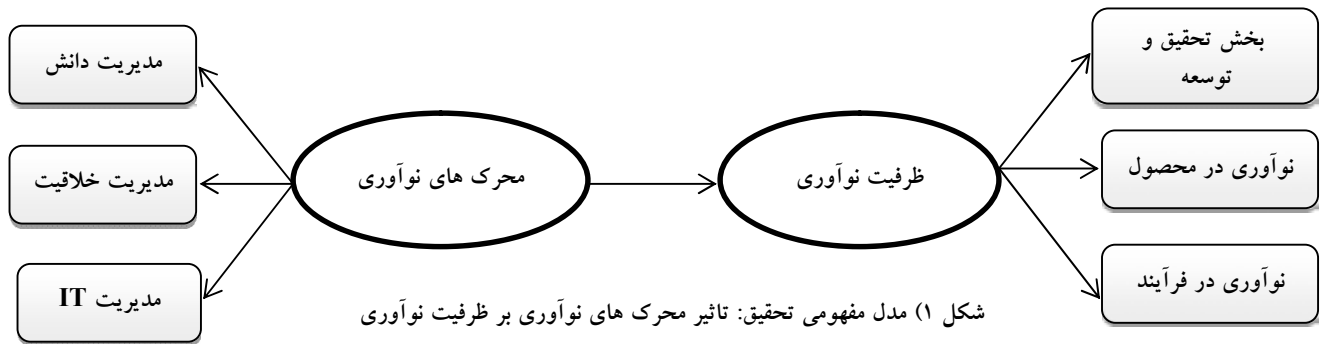 بخش تحقیق و
توسعه
نوآوری در محصول
نوآوری در فرآیند
ظرفیت نوآوری
محرک های نوآوری
مدیریت دانش
مدیریت خلاقیت
مدیریت IT
شکل ۱) مدل مفهومی تحقیق: تاثیر محرک های نوآوری بر ظرفیت نوآوری